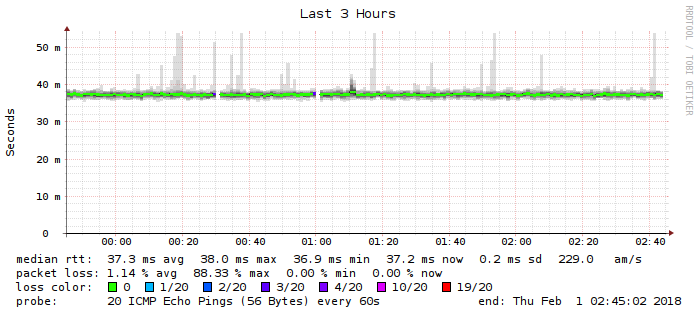 Last 3 Hours
RRDTOOL / TOBI OETIKER
Seconds
50 m
40 m
30 m
20 m
10 m
0
00:00 00:20 00:40 01:00 01:20 01:40 02:00 02:20 02:40
median rtt: 37.3 ms avg 38.0 ms max 36.9 ms min 37.2 ms now 0.2 ms sd 229.0 am/s
packet loss: 1.14 % avg 88.33 % max 0.00 % min 0.00 % now
loss color: 0 1/20 2/20 3/20 4/20 10/20 19/20
probe: 20 ICMP Echo Pings (56 Bytes) every 60s end: Thu Feb 1 02:45:02 2018